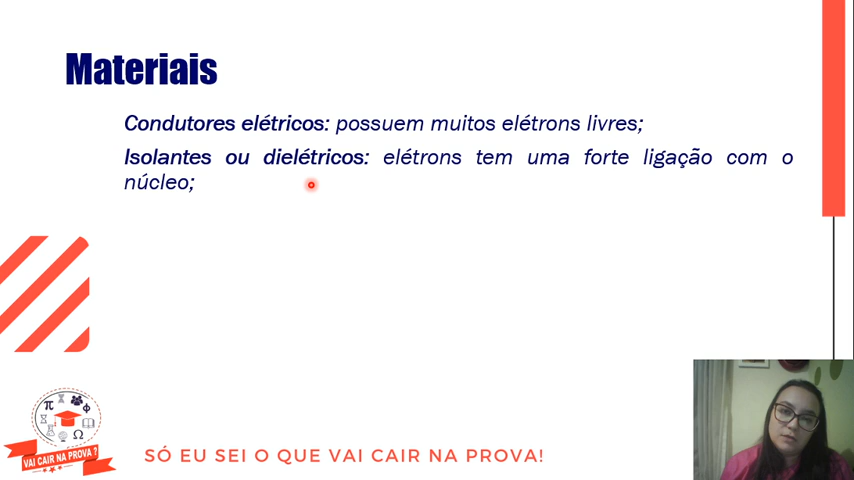 Materiais
Condutores elétricos: possuem muitos elétrons livres;
Isolantes ou dielétricos: elétrons tem uma forte ligação com o
núcleo;
π
Φ
Ω
VAI CAIR NA PROVA ?
SÓ EU SEI O QUE VAI CAIR NA PROVA!